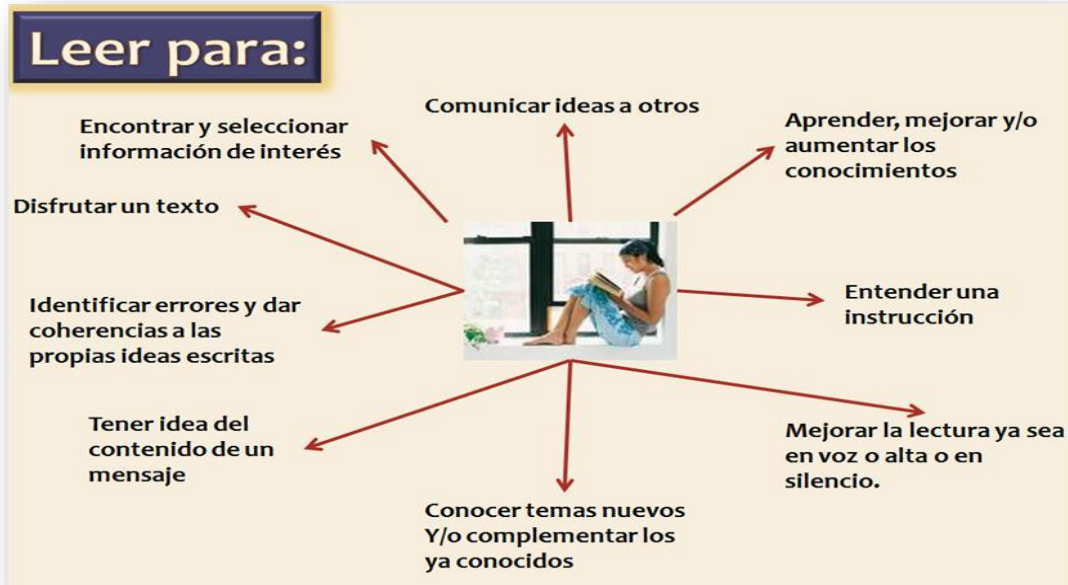 Leer para:
Comunicar ideas a otros
Encontrar y seleccionar
información de interés
Aprender, mejorar y/o
aumentar los
conocimientos
Disfrutar un texto
Identificar errores y dar
coherencias a las
propias ideas escritas
Entender una
instrucción
Tener idea del
contenido de un
mensaje
Mejorar la lectura ya sea
en voz o alta o en
silencio.
Conocer temas nuevos
Y/o complementar los
ya conocidos